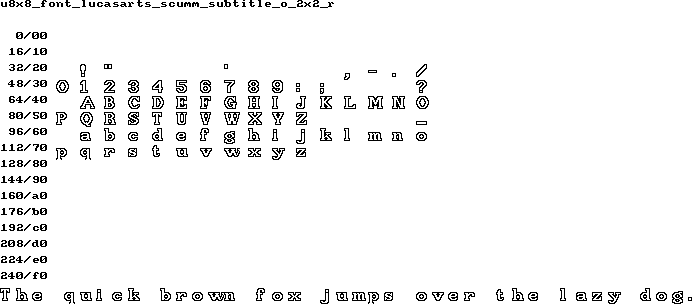 u8x8_font_lucasarts_scumm_subtitle_o_2x2_r
0/00
16/10
32/20 ! " ' , - . /
48/30 0 1 2 3 4 5 6 7 8 9 : ; ?
64/40 A B C D E F G H I J K L M N O
80/50 P Q R S T U V W X Y Z _
96/60 a b c d e f g h i j k l m n o
112/70 p q r s t u v w x y z
128/80
144/90
160/a0
176/b0
192/c0
208/d0
224/e0
240/f0
The quick brown fox jumps over the lazy dog.